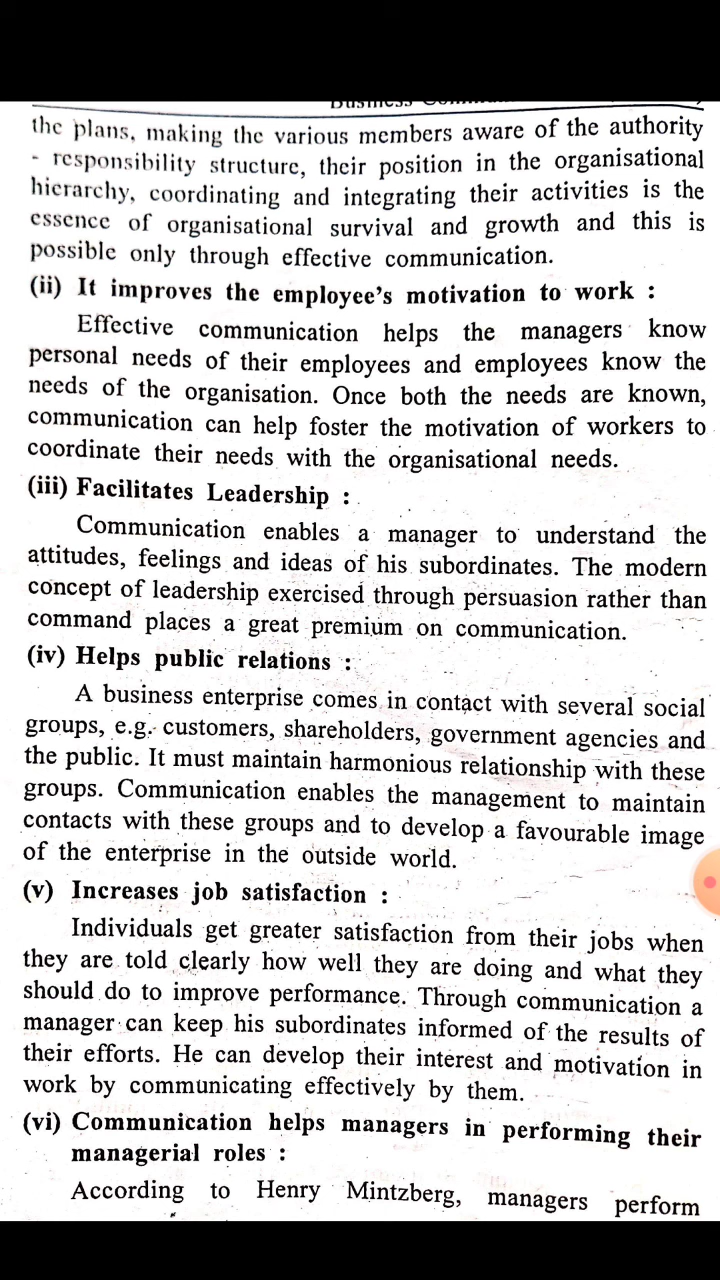 the plans, making the various members aware of the authority
- responsibility structure, their position in the organisational
hierarchy, coordinating and integrating their activities is the
essence of organisational survival and growth and this is
possible only through effective communication.
(ii) It improves the employee's motivation to work :
Effective communication helps the managers know
personal needs of their employees and employees know the
needs of the organisation. Once both the needs are known,
communication can help foster the motivation of workers to
coordinate their needs with the organisational needs.
(iii) Facilitates Leadership :
Communication enables a manager to understand the
attitudes, feelings and ideas of his subordinates. The modern
concept of leadership exercised through persuasion rather than
command places a great premium on communication.
(iv) Helps public relations :
A business enterprise comes in contact with several social
groups, e.g. customers, shareholders, government agencies and
the public. It must maintain harmonious relationship with these
groups. Communication enables the management to maintain
contacts with these groups and to develop a favourable image
of the enterprise in the outside world.
(v) Increases job satisfaction :
Individuals get greater satisfaction from their jobs when
they are told clearly how well they are doing and what they
should do to improve performance. Through communication a
manager can keep his subordinates informed of the results of
their efforts. He can develop their interest and motivation in
work by communicating effectively by them.
(vi) Communication helps managers in performing their
managerial roles :
According to Henry Mintzberg, managers perform